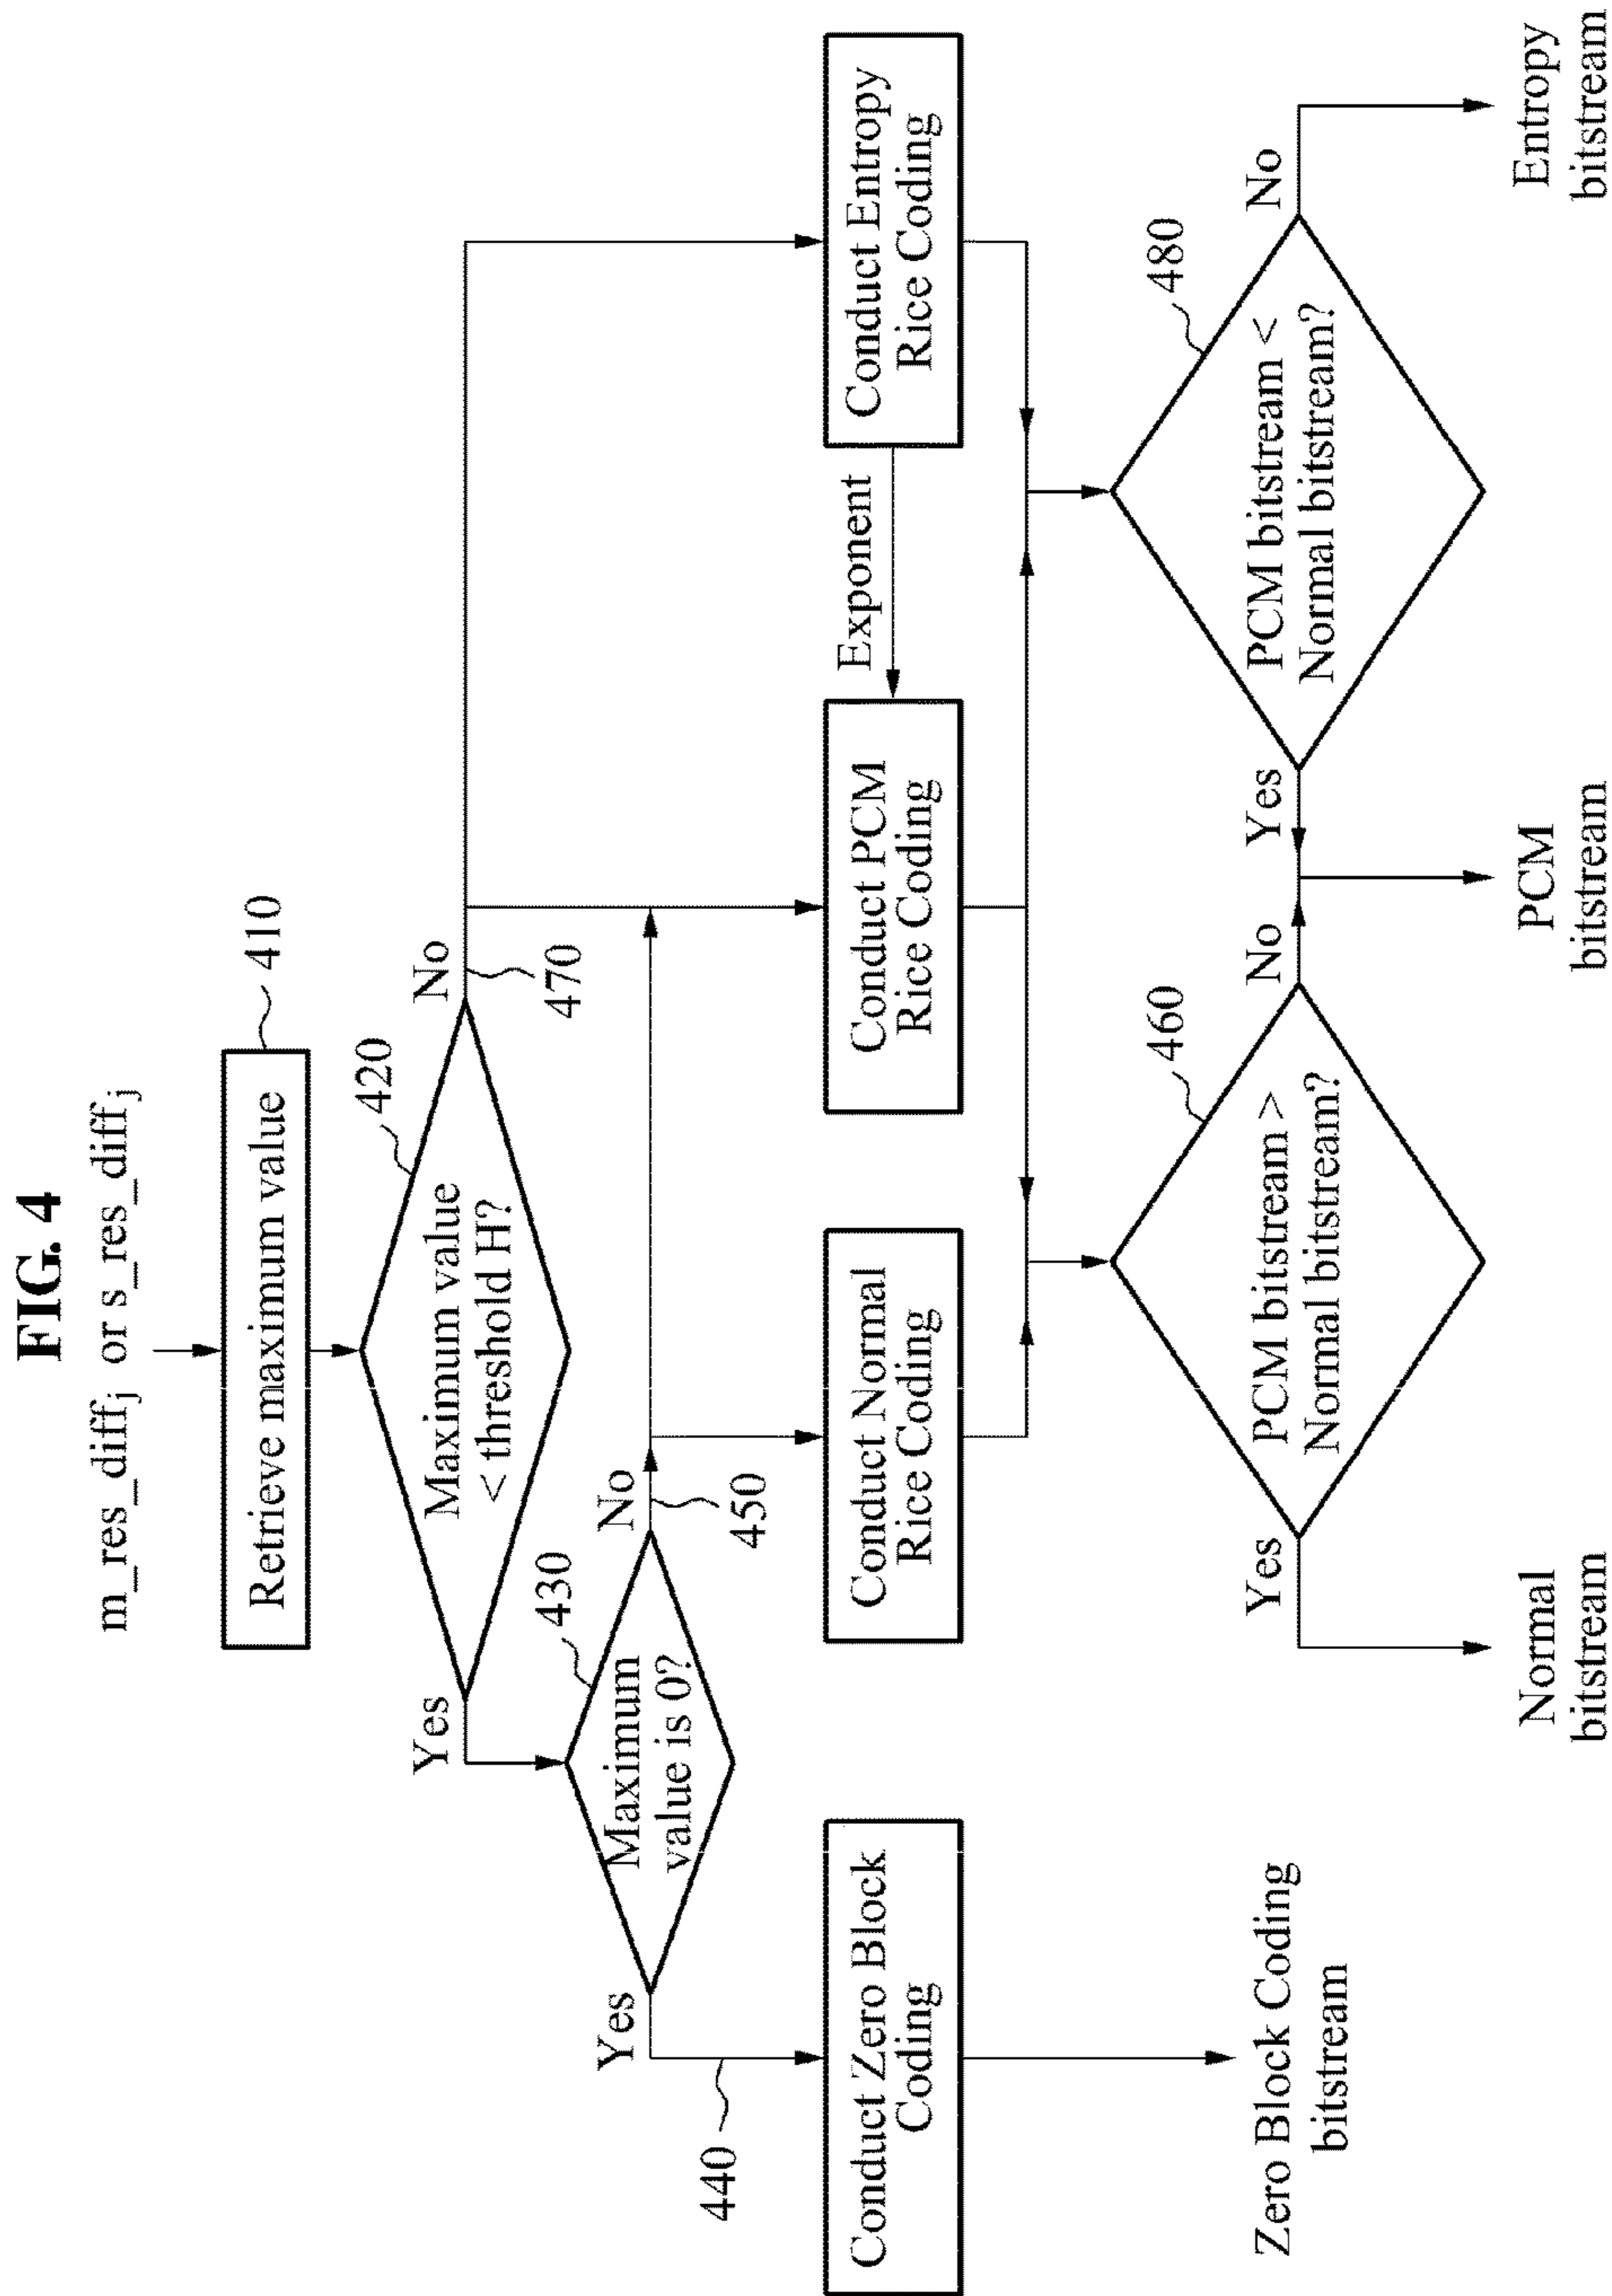 FIG. 4
m_res_diff j or s_res_diff j
Retrieve maximum value
410
420
Maximum value
< threshold H?
Yes
No
470
430
Maximum
value is 0?
Yes
No
440
450
Conduct Zero Block
Coding
Conduct Normal
Rice Coding
Conduct PCM
Rice Coding
Exponent
Conduct Entropy
Rice Coding
460
PCM bitstream >
Normal bitstream?
Yes
No
480
PCM bitstream <
Normal bitstream?
Yes
No
Zero Block Coding
bitstream
Normal
bitstream
PCM
bitstream
Entropy
bitstream